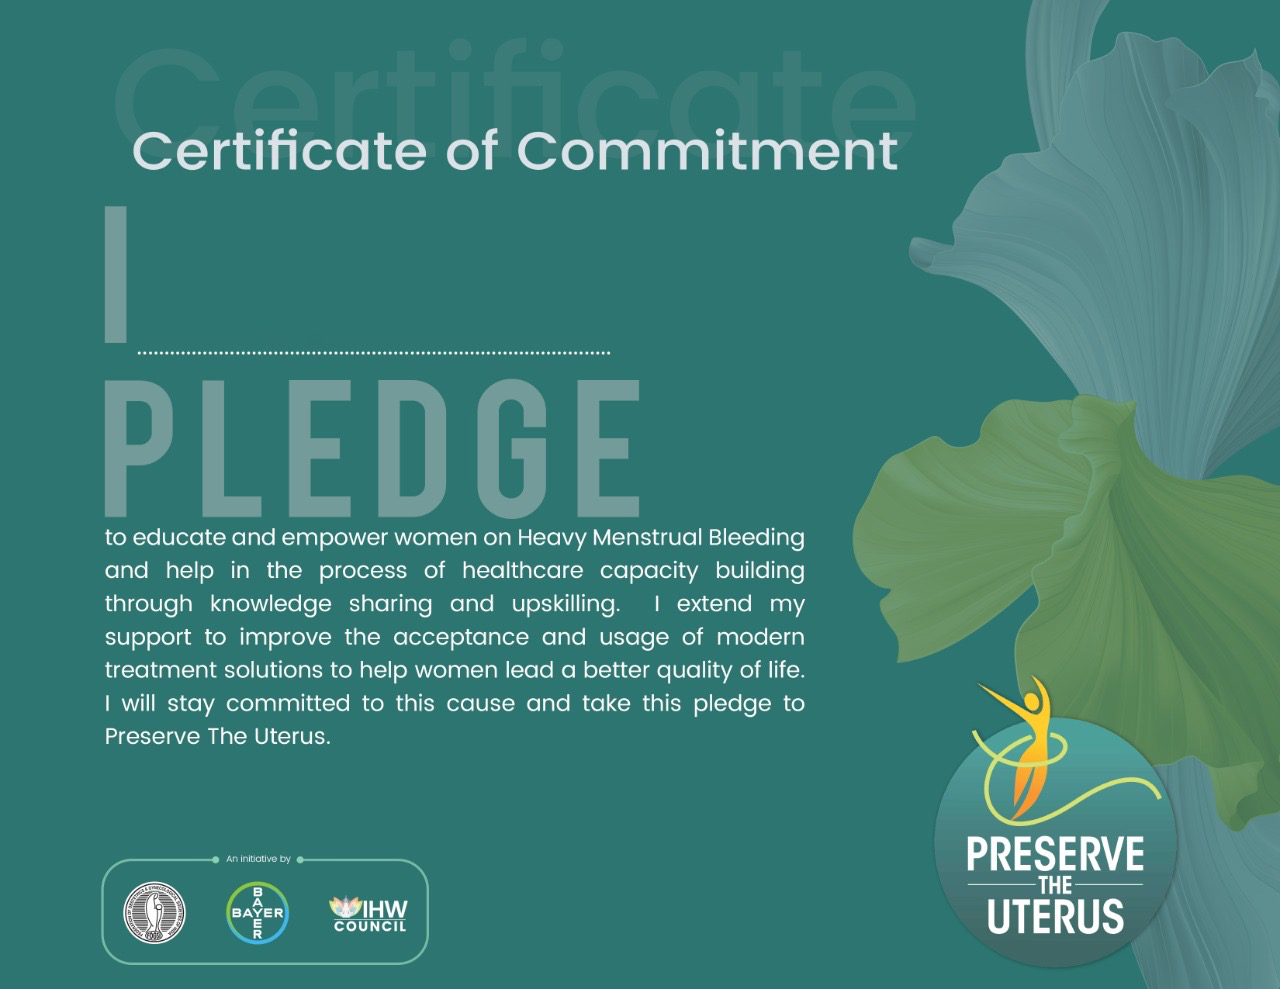 Certificate
Certificate of Commitment
I
PLEDGE
to educate and empower women on Heavy Menstrual Bleeding
and help in the process of healthcare capacity building
through knowledge sharing and upskilling. I extend my
support to improve the acceptance and usage of modern
treatment solutions to help women lead a better quality of life.
I will stay committed to this cause and take this pledge to
Preserve The Uterus.
An initiative by
BAYER
BAYER
IHW
COUNCIL
PRESERVE
THE
UTERUS